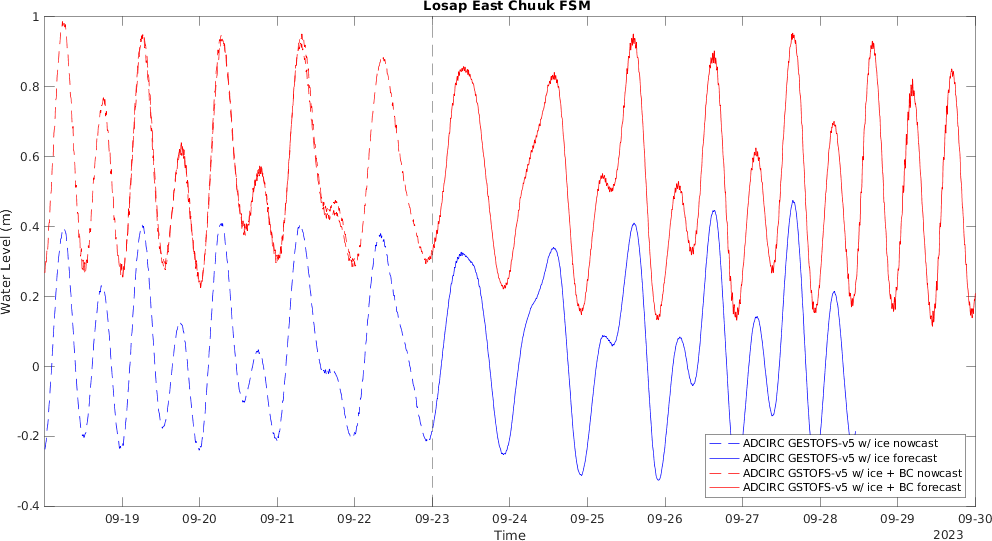 Losap East Chuuk FSM
1
0.8
0.6
0.4
0.2
0
-0.2
-0.4
Water Level (m)
ADCIRC GESTOFS-v5 w/ ice nowcast
ADCIRC GESTOFS-v5 w/ ice forecast
ADCIRC GSTOFS-v5 w/ ice + BC nowcast
ADCIRC GSTOFS-v5 w/ ice + BC forecast
09-19 09-20 09-21 09-22 09-23 09-24 09-25 09-26 09-27 09-28 09-29 09-30
Time
2023